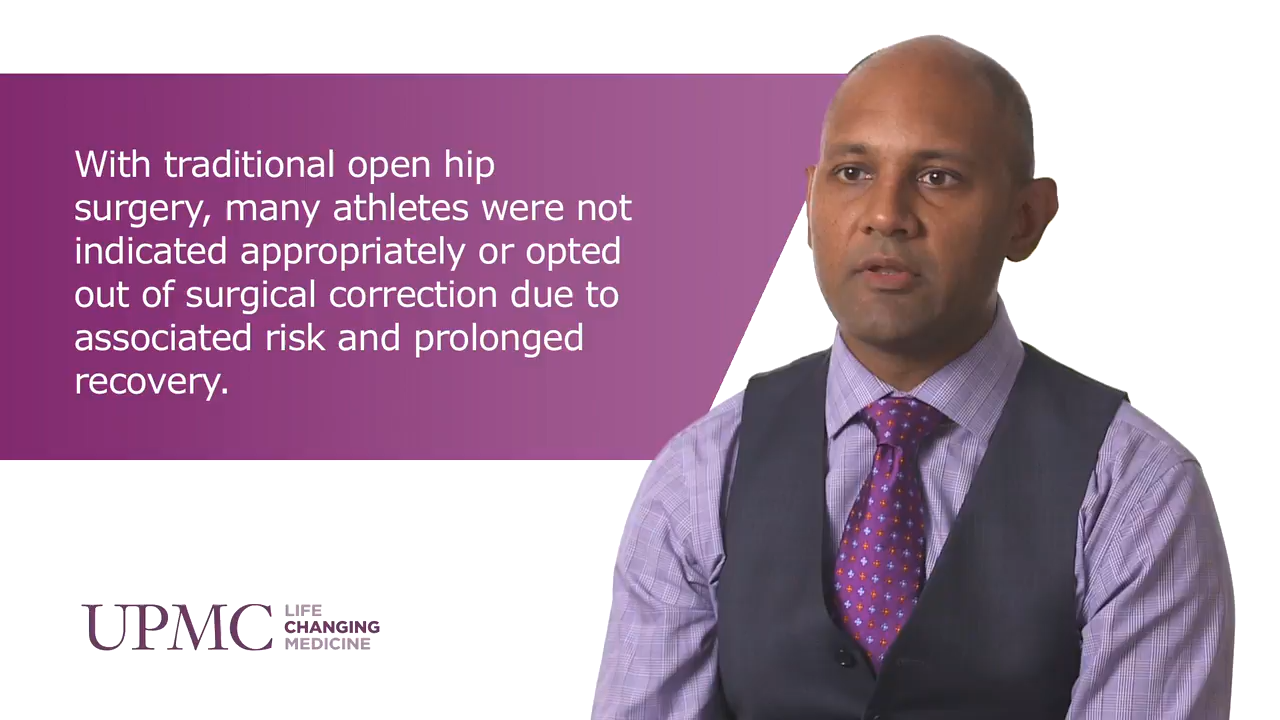 With traditional open hip
surgery, many athletes were not
indicated appropriately or opted
out of surgical correction due to
associated risk and prolonged
recovery.
UPMC
LIFE
CHANGING
MEDICINE